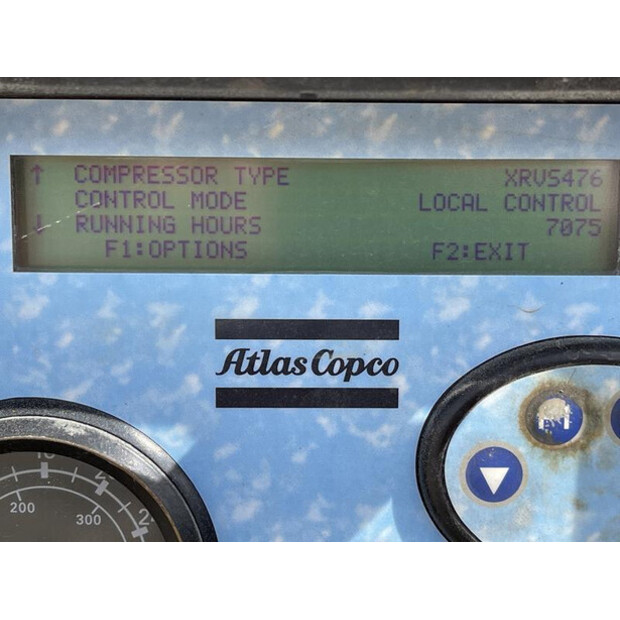 ↑ COMPRESSOR TYPE XRVS476
CONTROL MODE LOCAL CONTROL
↓ RUNNING HOURS 7075
F1:OPTIONS F2:EXIT
Atlas Copco
200 300